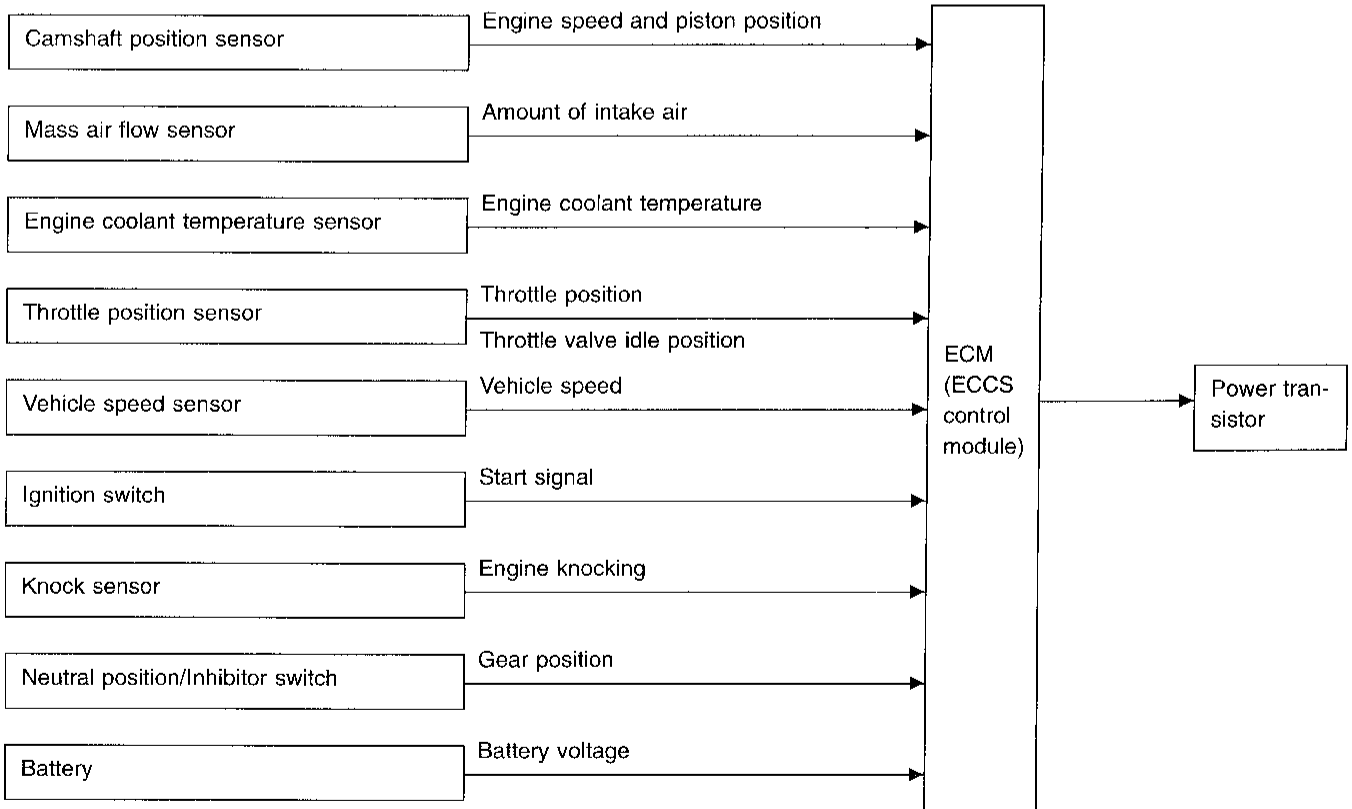 Camshaft position sensor
Engine speed and piston position
Mass air flow sensor
Amount of intake air
Engine coolant temperature sensor
Engine coolant temperature
Throttle position sensor
Throttle position
Throttle valve idle position
Vehicle speed sensor
Vehicle speed
Ignition switch
Start signal
Knock sensor
Engine knocking
Neutral position/Inhibitor switch
Gear position
Battery
Battery voltage
ECM
(ECCS
control
module)
Power tran-
sistor